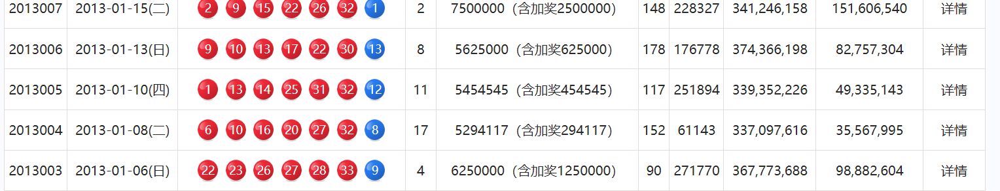 2013007 2013-01-15(二) 2 9 15 22 26 32 1 2 7500000（含加奖2500000） 148 228327 341,246,158 151,606,540 详情
2013006 2013-01-13(日) 9 10 13 17 22 30 13 8 5625000（含加奖625000） 178 176778 374,366,198 82,757,304 详情
2013005 2013-01-10(四) 1 13 14 25 31 32 12 11 5454545（含加奖454545） 117 251894 339,352,226 49,335,143 详情
2013004 2013-01-08(二) 6 10 16 20 27 32 8 17 5294117（含加奖294117） 152 61143 337,097,616 35,567,995 详情
2013003 2013-01-06(日) 22 23 26 27 28 33 9 4 6250000（含加奖1250000） 90 271770 367,773,688 98,882,604 详情